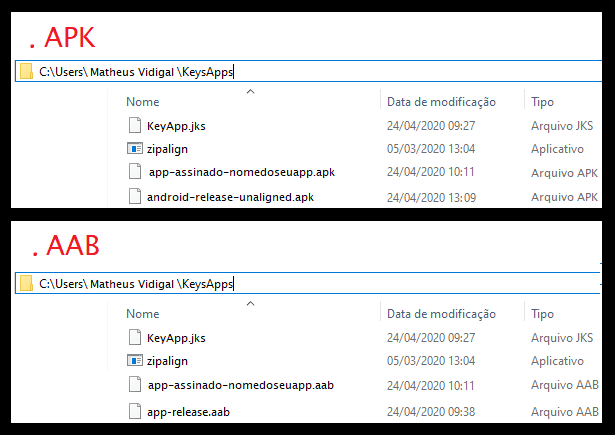 . APK
C:\Users\ Matheus Vidigal \KeysApps
Nome Data de modificação Tipo
KeyApp.jks 24/04/2020 09:27 Arquivo JKS
zipalign 05/03/2020 13:04 Aplicativo
app-assinado-nomedoseuapp.apk 24/04/2020 10:11 Arquivo APK
android-release-unaligned.apk 24/04/2020 13:09 Arquivo APK
. AAB
C:\Users\ Matheus Vidigal \KeysApps
Nome Data de modificação Tipo
KeyApp.jks 24/04/2020 09:27 Arquivo JKS
zipalign 05/03/2020 13:04 Aplicativo
app-assinado-nomedoseuapp.aab 24/04/2020 10:11 Arquivo AAB
app-release.aab 24/04/2020 09:38 Arquivo AAB